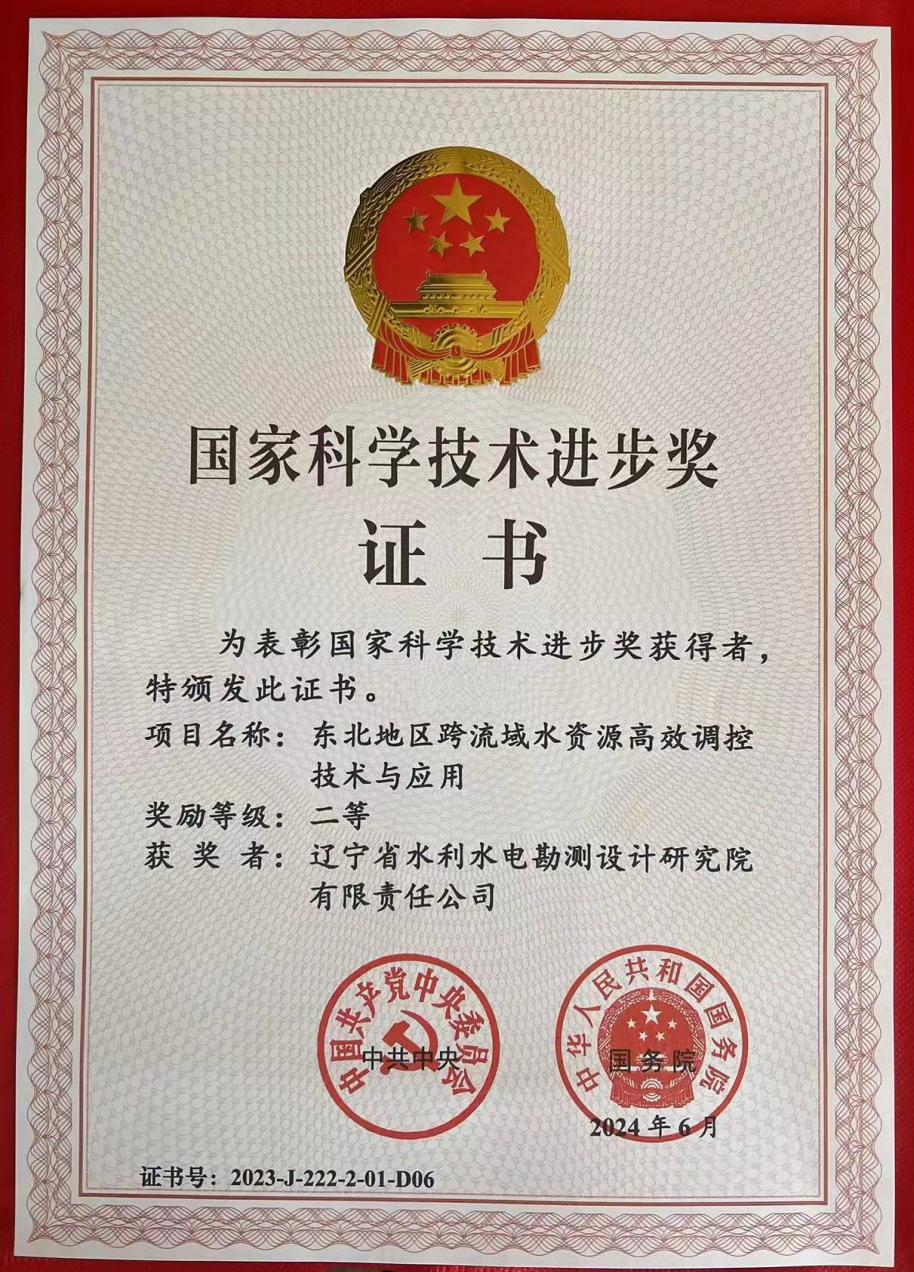 国家科学技术进步奖
证 书
为表彰国家科学技术进步奖获得者，
特颁发此证书。
项目名称： 东北地区跨流域水资源高效调控
技术与应用
奖励等级： 二等
获 奖 者： 辽宁省水利水电勘测设计研究院
有限责任公司
中国共产党中央委员会
中共中央
中华人民共和国国务院
国务院
2024 年 6 月
证书号： 2023-J-222-2-01-D06